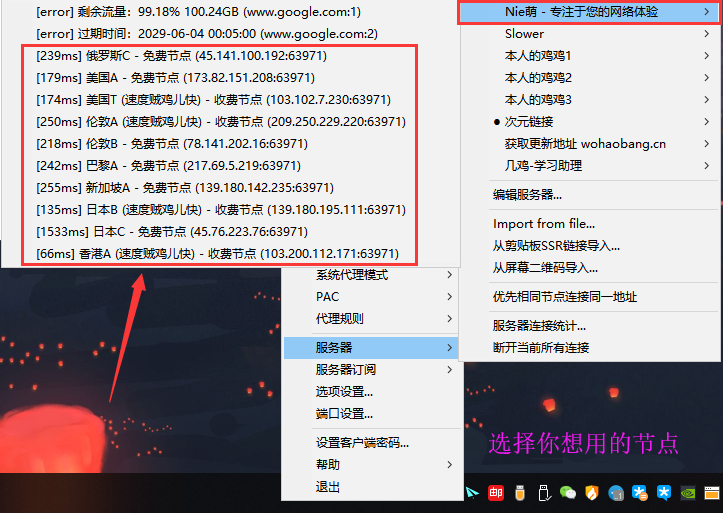 [error] 剩余流量：99.18% 100.24GB (www.google.com:1)
[error] 过期时间：2029-06-04 00:05:00 (www.google.com:2)
[239ms] 俄罗斯C - 免费节点 (45.141.100.192:63971)
[179ms] 美国A - 免费节点 (173.82.151.208:63971)
[174ms] 美国T (速度贼鸡儿快) - 收费节点 (103.102.7.230:63971)
[250ms] 伦敦A (速度贼鸡儿快) - 收费节点 (209.250.229.220:63971)
[218ms] 伦敦B - 免费节点 (78.141.202.16:63971)
[242ms] 巴黎A - 免费节点 (217.69.5.219:63971)
[255ms] 新加坡A - 免费节点 (139.180.142.235:63971)
[135ms] 日本B (速度贼鸡儿快) - 收费节点 (139.180.195.111:63971)
[1533ms] 日本C - 免费节点 (45.76.223.76:63971)
[66ms] 香港A (速度贼鸡儿快) - 收费节点 (103.200.112.171:63971)
Nie萌 - 专注于您的网络体验
Slower
本人的鸡鸡1
本人的鸡鸡2
本人的鸡鸡3
次元链接
获取更新地址 wohaobang.cn
几鸡-学习助理
编辑服务器...
Import from file...
从剪贴板SSR链接导入...
从屏幕二维码导入...
优先相同节点连接同一地址
服务器连接统计...
断开当前所有连接
系统代理模式
PAC
代理规则
服务器
服务器订阅
选项设置...
端口设置...
设置客户端密码...
帮助
退出
选择你想用的节点